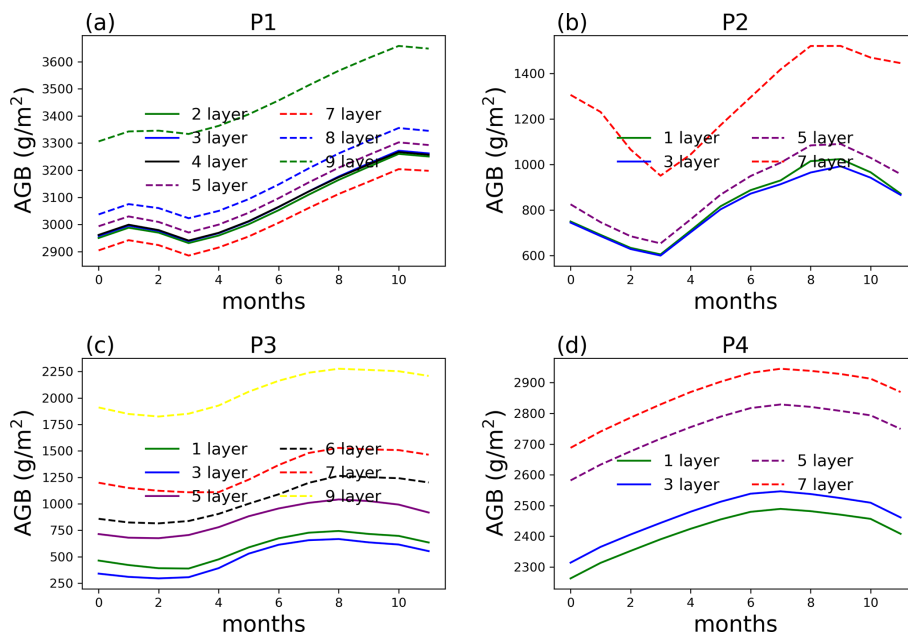 (a) P1
AGB (g/m²)
3600
3500
3400
3300
3200
3100
3000
2900
2 layer 7 layer
3 layer 8 layer
4 layer 9 layer
5 layer
0 2 4 6 8 10
months
(b) P2
AGB (g/m²)
1400
1200
1000
800
600
1 layer 5 layer
3 layer 7 layer
0 2 4 6 8 10
months
(c) P3
AGB (g/m²)
2250
2000
1750
1500
1250
1000
750
500
250
1 layer 6 layer
3 layer 7 layer
5 layer 9 layer
0 2 4 6 8 10
months
(d) P4
AGB (g/m²)
2900
2800
2700
2600
2500
2400
2300
1 layer 5 layer
3 layer 7 layer
0 2 4 6 8 10
months